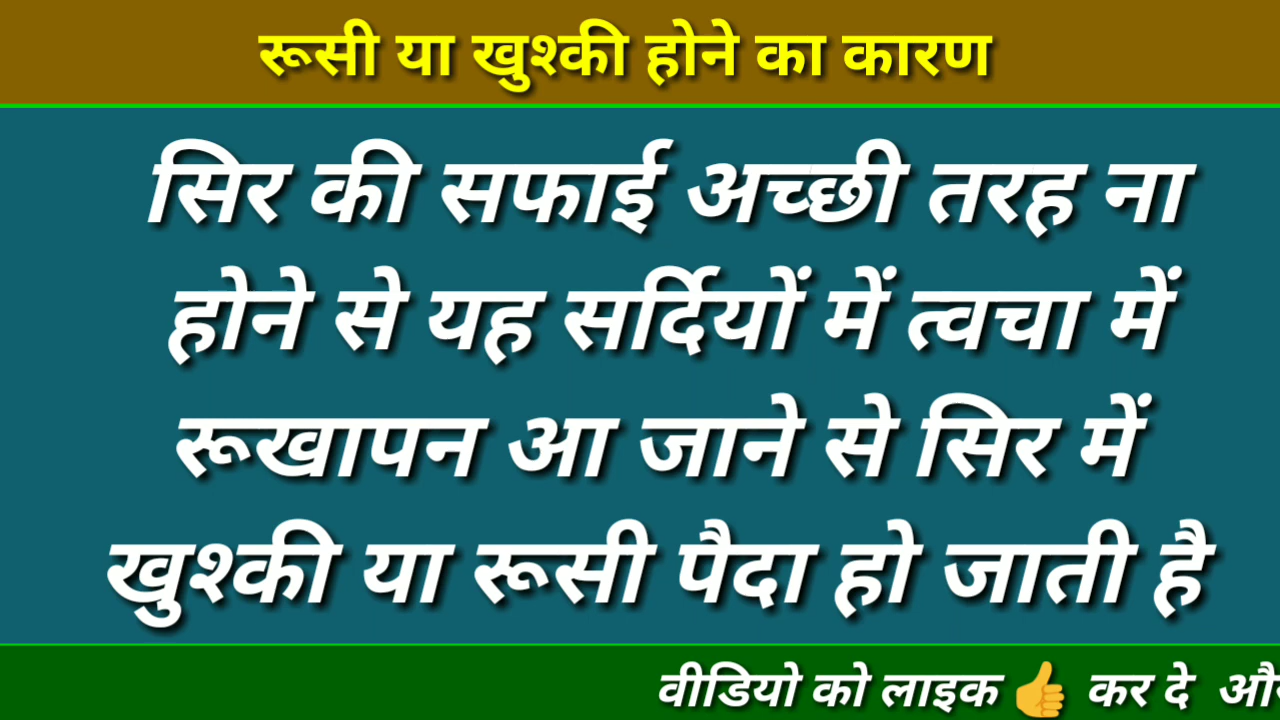 रूसी या खुश्की होने का कारण
सिर की सफाई अच्छी तरह ना
होने से यह सर्दियों में त्वचा में
रूखापन आ जाने से सिर में
खुश्की या रूसी पैदा हो जाती है
वीडियो को लाइक 👍 कर दे